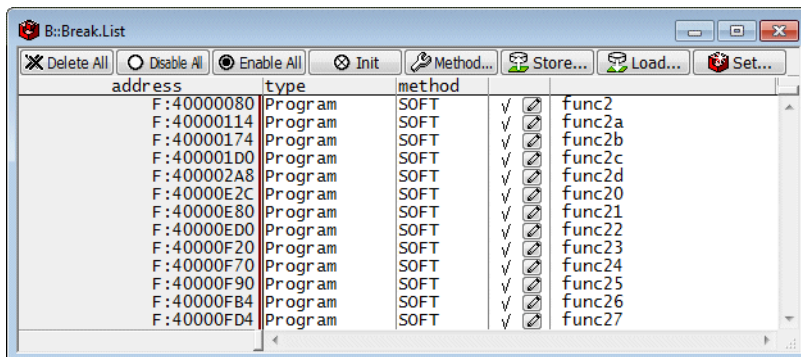 B::Break.List
Delete All Disable All Enable All Init Method... Store... Load... Set...
address type method
F:40000080 Program SOFT √ func2
F:40000114 Program SOFT √ func2a
F:40000174 Program SOFT √ func2b
F:400001D0 Program SOFT √ func2c
F:400002A8 Program SOFT √ func2d
F:40000E2C Program SOFT √ func20
F:40000E80 Program SOFT √ func21
F:40000ED0 Program SOFT √ func22
F:40000F20 Program SOFT √ func23
F:40000F70 Program SOFT √ func24
F:40000F90 Program SOFT √ func25
F:40000FB4 Program SOFT √ func26
F:40000FD4 Program SOFT √ func27